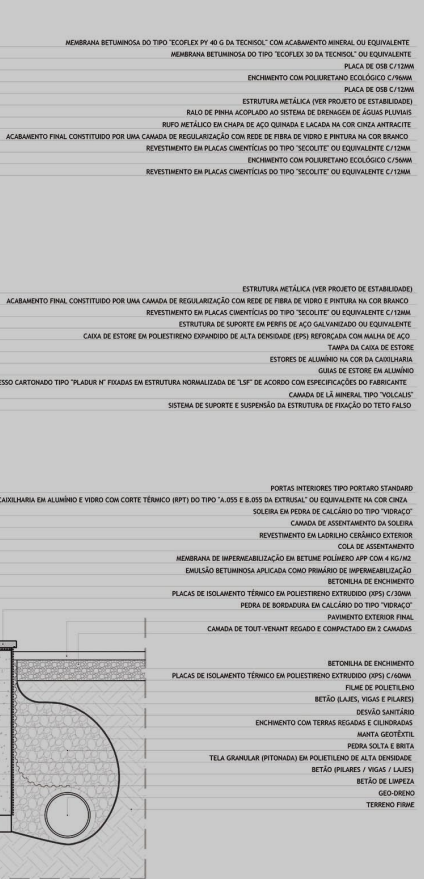 MEMBRANA BETUMINOSA DO TIPO "ECOFLEX PY 40 G DA TECNISOL" COM ACABAMENTO MINERAL OU EQUIVALENTE
MEMBRANA BETUMINOSA DO TIPO "ECOFLEX 30 DA TECNISOL" OU EQUIVALENTE
PLACA DE OSB C/12MM
ENCHIMENTO COM POLIURETANO ECOLÓGICO C/96MM
PLACA DE OSB C/12MM
ESTRUTURA METÁLICA (VER PROJETO DE ESTABILIDADE)
RALO DE PINHA ACOPLADO AO SISTEMA DE DRENAGEM DE ÁGUAS PLUVIAIS
RUFO METÁLICO EM CHAPA DE AÇO QUINADA E LACADA NA COR CINZA ANTRACITE
ACABAMENTO FINAL CONSTITUIDO POR UMA CAMADA DE REGULARIZAÇÃO COM REDE DE FIBRA DE VIDRO E PINTURA NA COR BRANCO
REVESTIMENTO EM PLACAS CIMENTÍCIAS DO TIPO "SECOLITE" OU EQUIVALENTE C/12MM
ENCHIMENTO COM POLIURETANO ECOLÓGICO C/56MM
REVESTIMENTO EM PLACAS CIMENTÍCIAS DO TIPO "SECOLITE" OU EQUIVALENTE C/12MM
ESTRUTURA METÁLICA (VER PROJETO DE ESTABILIDADE)
ACABAMENTO FINAL CONSTITUIDO POR UMA CAMADA DE REGULARIZAÇÃO COM REDE DE FIBRA DE VIDRO E PINTURA NA COR BRANCO
REVESTIMENTO EM PLACAS CIMENTÍCIAS DO TIPO "SECOLITE" OU EQUIVALENTE C/12MM
ESTRUTURA DE SUPORTE EM PERFIS DE AÇO GALVANIZADO OU EQUIVALENTE
CAIXA DE ESTORE EM POLIESTIRENO EXPANDIDO DE ALTA DENSIDADE (EPS) REFORÇADA COM MALHA DE AÇO
TAMPA DA CAIXA DE ESTORE
ESTORES DE ALUMÍNIO NA COR DA CAIXILHARIA
GUIAS DE ESTORE EM ALUMÍNIO
ESSO CARTONADO TIPO "PLADUR N" FIXADAS EM ESTRUTURA NORMALIZADA DE "LSF" DE ACORDO COM ESPECIFICAÇÕES DO FABRICANTE
CAMADA DE LÃ MINERAL TIPO "VOLCALIS"
SISTEMA DE SUPORTE E SUSPENSÃO DA ESTRUTURA DE FIXAÇÃO DO TETO FALSO
PORTAS INTERIORES TIPO PORTARO STANDARD
CAIXILHARIA EM ALUMÍNIO E VIDRO COM CORTE TÉRMICO (RPT) DO TIPO "A.055 E B.055 DA EXTRUSAL" OU EQUIVALENTE NA COR CINZA
SOLEIRA EM PEDRA DE CALCÁRIO DO TIPO "VIDRAÇO"
CAMADA DE ASSENTAMENTO DA SOLEIRA
REVESTIMENTO EM LADRILHO CERÂMICO EXTERIOR
COLA DE ASSENTAMENTO
MEMBRANA DE IMPERMEABILIZAÇÃO EM BETUME POLÍMERO APP COM 4 KG/M2
EMULSÃO BETUMINOSA APLICADA COMO PRIMÁRIO DE IMPERMEABILIZAÇÃO
BETONILHA DE ENCHIMENTO
PLACAS DE ISOLAMENTO TÉRMICO EM POLIESTIRENO EXTRUDIDO (XPS) C/30MM
PEDRA DE BORDADURA EM CALCÁRIO DO TIPO "VIDRAÇO"
PAVIMENTO EXTERIOR FINAL
CAMADA DE TOUT-VENANT REGADO E COMPACTADO EM 2 CAMADAS
BETONILHA DE ENCHIMENTO
PLACAS DE ISOLAMENTO TÉRMICO EM POLIESTIRENO EXTRUDIDO (XPS) C/60MM
FILME DE POLIETILENO
BETÃO (LAJES, VIGAS E PILARES)
DESVÃO SANITÁRIO
ENCHIMENTO COM TERRAS REGADAS E CILINDRADAS
MANTA GEOTÊXTIL
PEDRA SOLTA E BRITA
TELA GRANULAR (PITONADA) EM POLIETILENO DE ALTA DENSIDADE
BETÃO (PILARES / VIGAS / LAJES)
BETÃO DE LIMPEZA
GEO-DRENO
TERRENO FIRME